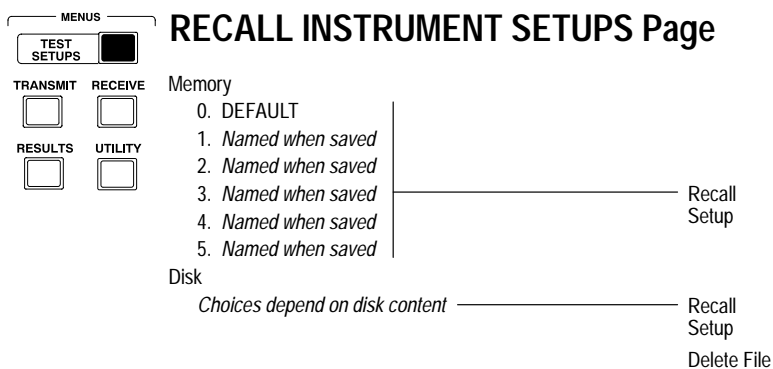 MENUS
TEST
SETUPS
TRANSMIT RECEIVE
RESULTS UTILITY
RECALL INSTRUMENT SETUPS Page
Memory
0. DEFAULT
1. Named when saved
2. Named when saved
3. Named when saved
4. Named when saved
5. Named when saved
Recall
Setup
Disk
Choices depend on disk content
Recall
Setup
Delete File